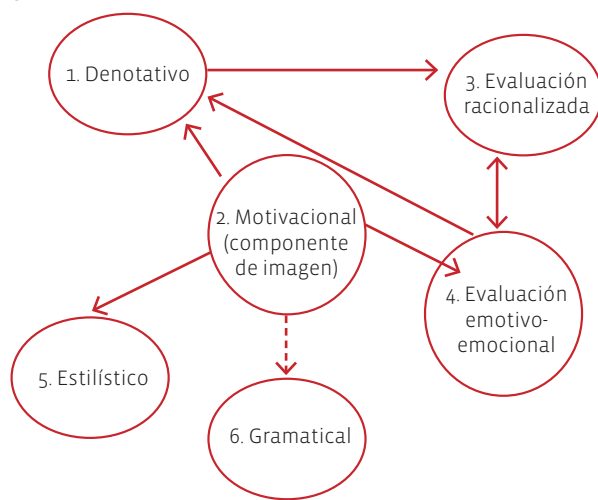 1. Denotativo
3. Evaluación
racionalizada
2. Motivacional
(componente
de imagen)
4. Evaluación
emotivo-
emocional
5. Estilístico
6. Gramatical